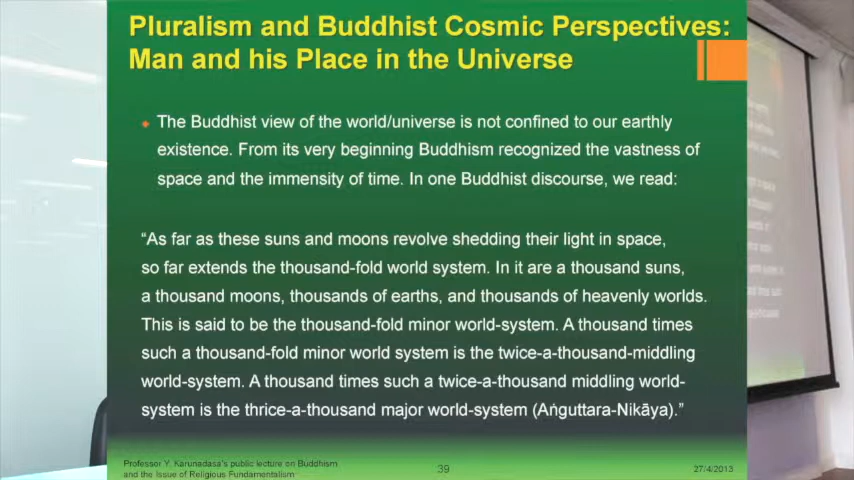 Pluralism and Buddhist Cosmic Perspectives:
Man and his Place in the Universe
The Buddhist view of the world/universe is not confined to our earthly
existence. From its very beginning Buddhism recognized the vastness of
space and the immensity of time. In one Buddhist discourse, we read:
“As far as these suns and moons revolve shedding their light in space,
so far extends the thousand-fold world system. In it are a thousand suns,
a thousand moons, thousands of earths, and thousands of heavenly worlds.
This is said to be the thousand-fold minor world-system. A thousand times
such a thousand-fold minor world system is the twice-a-thousand-middling
world-system. A thousand times such a twice-a-thousand middling world-
system is the thrice-a-thousand major world-system (Aṅguttara-Nikāya).”
Professor Y. Karunadasa's public lecture on Buddhism
and the Issue of Religious Fundamentalism
39
27/4/2013